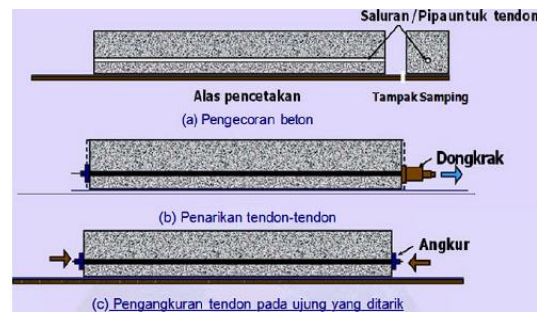 Saluran/Pipauntuk tendon
Alas pencetakan
Tampak Samping
(a) Pengecoran beton
Dongkrak
(b) Penarikan tendon-tendon
Angkur
(c) Pengangkuran tendon pada ujung yang ditarik